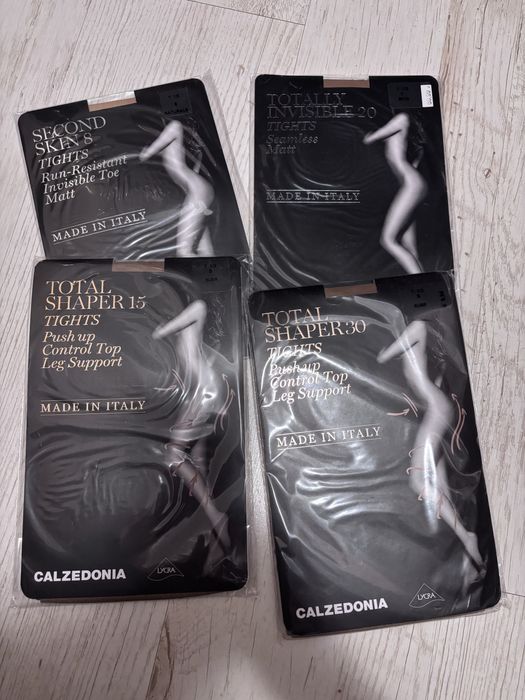 SECOND
SKIN 8
TIGHTS
Run-Resistant
Invisible Toe
Matt
MADE IN ITALY
TOTALLY
INVISIBLE 20
TIGHTS
Seamless
Matt
MADE IN ITALY
TOTAL
SHAPER 15
TIGHTS
Push up
Control Top
Leg Support
MADE IN ITALY
CALZEDONIA
LYCRA
TOTAL
SHAPER 30
TIGHTS
Push up
Control Top
Leg Support
MADE IN ITALY
CALZEDONIA
LYCRA